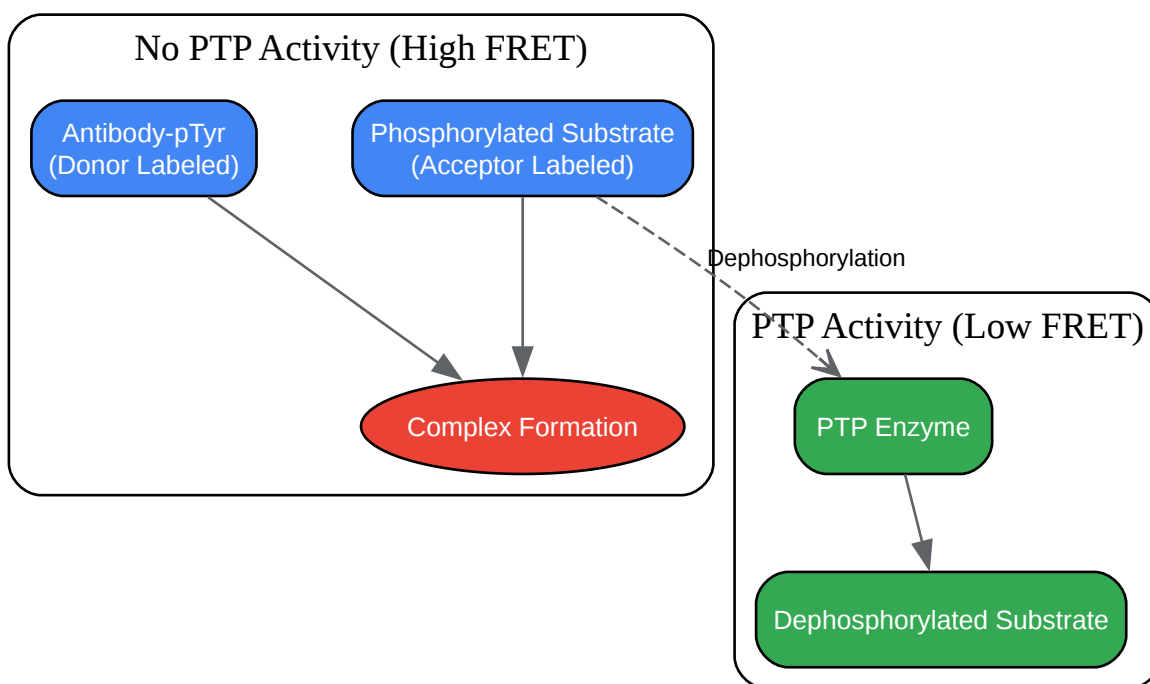 No PTP Activity (High FRET)
Antibody-pTyr
(Donor Labeled)
Phosphorylated Substrate
(Acceptor Labeled)
Dephosphorylation
Complex Formation
PTP Activity (Low FRET)
PTP Enzyme
Dephosphorylated Substrate